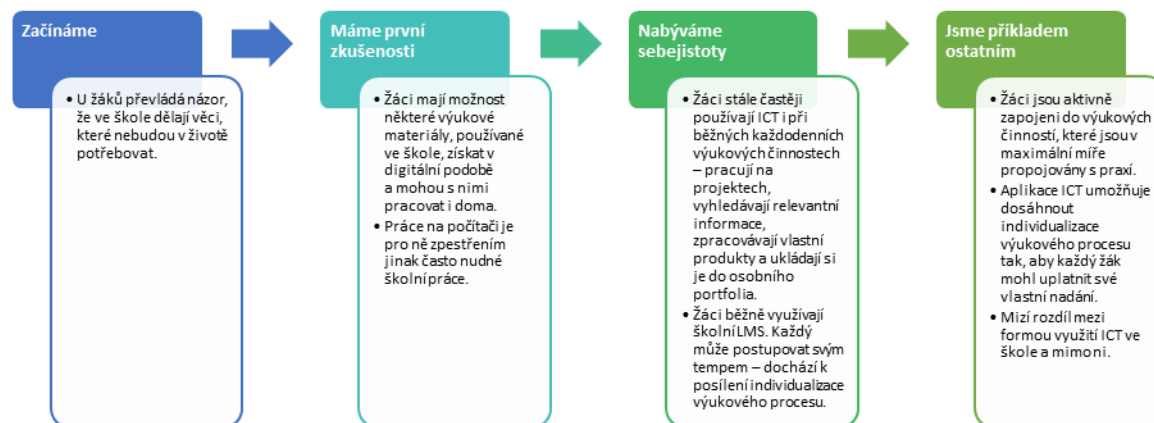 Začínáme
• U žáků převládá názor,
že ve škole dělají věci,
které nebudou v životě
potřebovat.
Máme první
zkušenosti
• Žáci mají možnost
některé výukové
materiály, používané
ve škole, získat v
digitální podobě
a mohou s nimi
pracovat i doma.
• Práce na počítači je
pro ně zpestřením
jinak často nudné
školní práce.
Nabýváme
sebejistoty
• Žáci stále častěji
používají ICT i při
běžných každodenních
výukových činnostech
– pracují na
projektech,
vyhledávají relevantní
informace,
zpracovávají vlastní
produkty a ukládají si
je do osobního
portfolia.
• Žáci běžně využívají
školní LMS. Každý
může postupovat svým
tempem – dochází k
posílení individualizace
výukového procesu.
Jsme příkladem
ostatním
• Žáci jsou aktivně
zapojeni do výukových
činností, které jsou v
maximální míře
propojovány s praxí.
• Aplikace ICT umožňuje
dosáhnout
individualizace
výukového procesu
tak, aby každý žák
mohl uplatnit své
vlastní nadání.
• Mizí rozdíl mezi
formou využití ICT ve
škole a mimo ni.